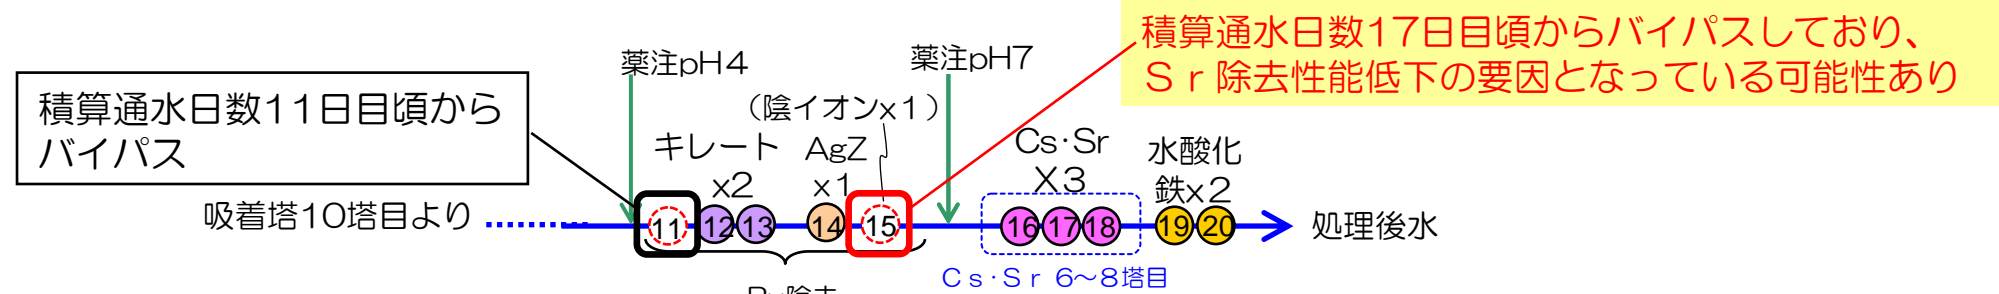 積算通水日数17日目頃からバイパスしており、
Ｓｒ除去性能低下の要因となっている可能性あり
薬注pH4
薬注pH7
積算通水日数11日目頃から
バイパス
（陰イオンx1）
キレート
x2
AgZ
x1
Cs·Sr
X3
水酸化
鉄x2
吸着塔10塔目より
11 12 13 14 15 16 17 18 19 20
処理後水
Ｃｓ·Ｓｒ 6～8塔目